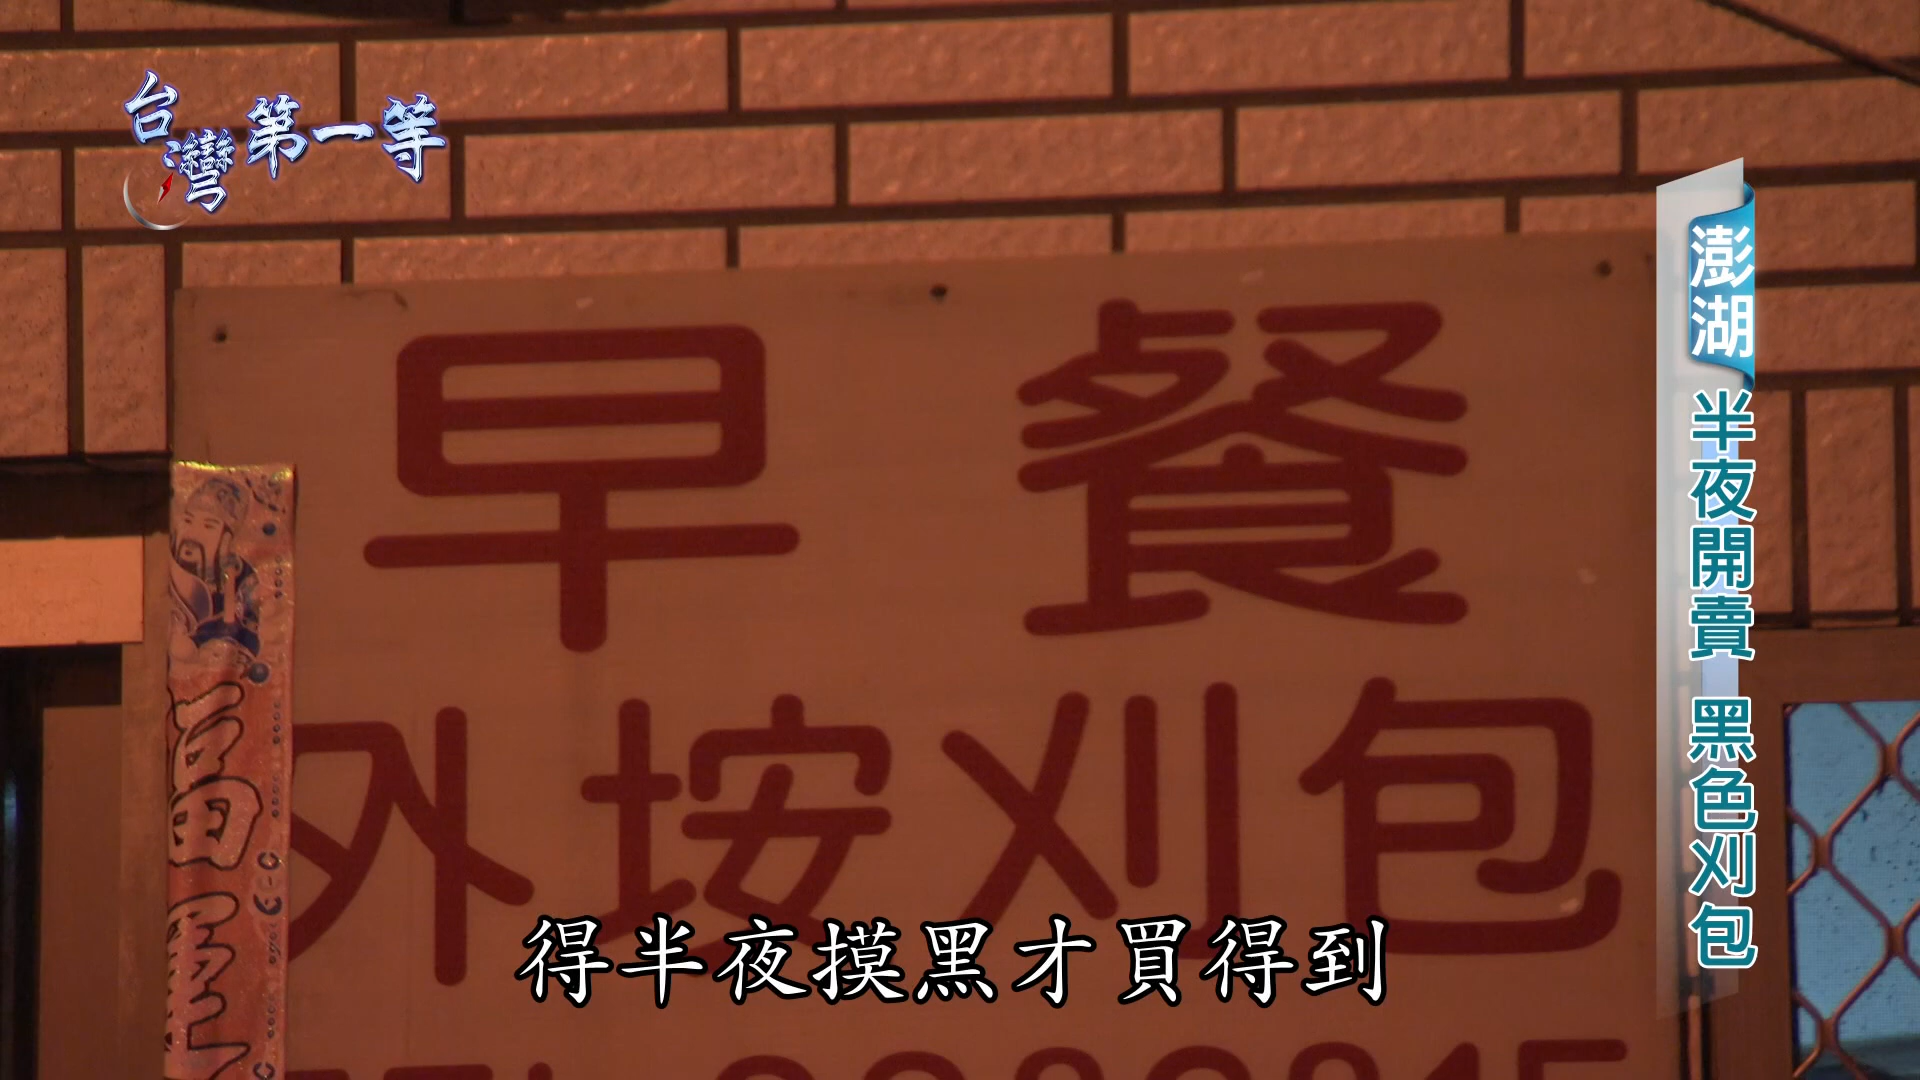 台灣第一等
澎湖
半夜開賣 黑色刈包
早餐
外垵刈包
得半夜摸黑才買得到